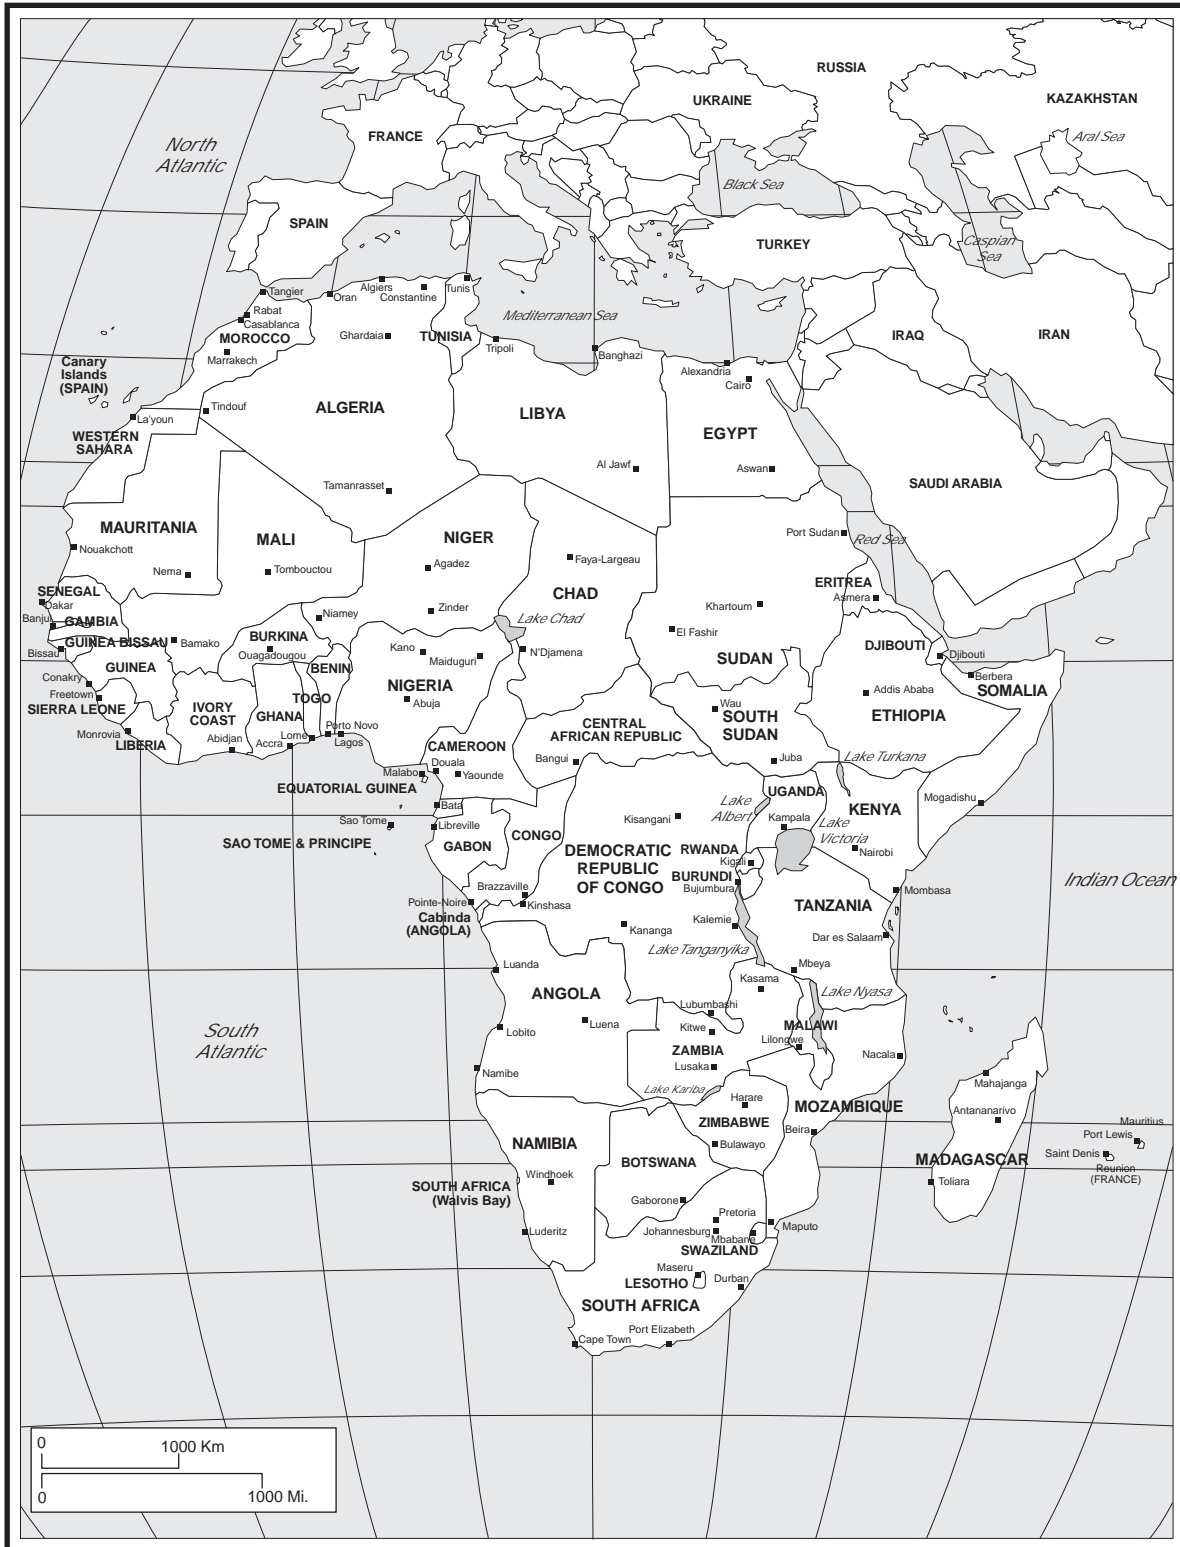 RUSSIA
UKRAINE
KAZAKHSTAN
FRANCE
Aral Sea
North
Atlantic
Black Sea
SPAIN
TURKEY
Caspian
Sea
Tangier
Oran
Algiers
Constantine
Tunis
Rabat
Casablanca
MOROCCO
Mediterranean Sea
Ghardaia
TUNISIA
Tripoli
IRAQ
IRAN
Marrakech
Banghazi
Canary
Islands
(SPAIN)
Alexandria
Cairo
ALGERIA
Tindouf
LIBYA
La'youn
EGYPT
WESTERN
SAHARA
Al Jawf
Aswan
Tamanrasset
SAUDI ARABIA
MAURITANIA
MALI
NIGER
Port Sudan
Red Sea
Nouakchott
Nema
Tombouctou
Agadez
Faya-Largeau
CHAD
ERITREA
Asmera
SENEGAL
Dakar
Banjul
GAMBIA
Niamey
Zinder
Lake Chad
Khartoum
GUINEA BISSAU
Bissau
Bamako
BURKINA
Ouagadougou
El Fashir
Kano
Maiduguri
N'Djamena
SUDAN
DJIBOUTI
Djibouti
GUINEA
BENIN
Berbera
Conakry
Freetown
SIERRA LEONE
IVORY
COAST
TOGO
GHANA
NIGERIA
Abuja
Addis Ababa
SOMALIA
Wau
SOUTH
SUDAN
ETHIOPIA
Monrovia
LIBERIA
Abidjan
Accra
Lome
Porto Novo
Lagos
CENTRAL
AFRICAN REPUBLIC
CAMEROON
Bangui
Juba
Lake Turkana
Douala
Malabo
Yaounde
EQUATORIAL GUINEA
UGANDA
KENYA
Mogadishu
Bata
Lake
Albert
Sao Tome
Libreville
Kisangani
Kampala
Lake
Victoria
CONGO
SAO TOME & PRINCIPE
GABON
DEMOCRATIC
REPUBLIC
OF CONGO
RWANDA
Kigali
Nairobi
BURUNDI
Bujumbura
Indian Ocean
Brazzaville
Pointe-Noire
Kinshasa
Mombasa
Cabinda
(ANGOLA)
TANZANIA
Kalemie
Kananga
Dar es Salaam
Lake Tanganyika
Luanda
Mbeya
Kasama
ANGOLA
Lake Nyasa
Lubumbashi
Luena
Kitwe
MALAWI
South
Atlantic
Lobito
Lilongwe
ZAMBIA
Nacala
Lusaka
Namibe
Lake Kariba
Mahajanga
Harare
MOZAMBIQUE
Antananarivo
ZIMBABWE
Beira
Mauritius
Port Lewis
NAMIBIA
Bulawayo
Saint Denis
BOTSWANA
MADAGASCAR
Reunion
(FRANCE)
Windhoek
Toliara
SOUTH AFRICA
(Walvis Bay)
Gaborone
Pretoria
Luderitz
Johannesburg
Mbabane
Maputo
SWAZILAND
Maseru
LESOTHO
Durban
SOUTH AFRICA
Port Elizabeth
Cape Town
0
1000 Km
0
1000 Mi.